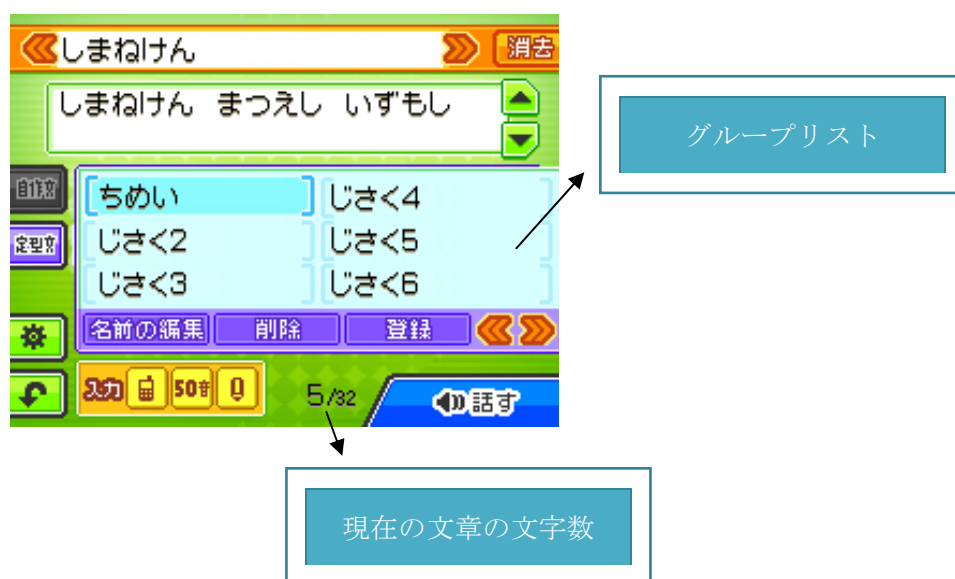 しまねけん
消去
しまねけん まつえし いずもし
グループリスト
自作文
ちめい
じさく4
定型文
じさく2
じさく5
じさく3
じさく6
名前の編集
削除
登録
入力
50音
5/32
話す
現在の文章の文字数